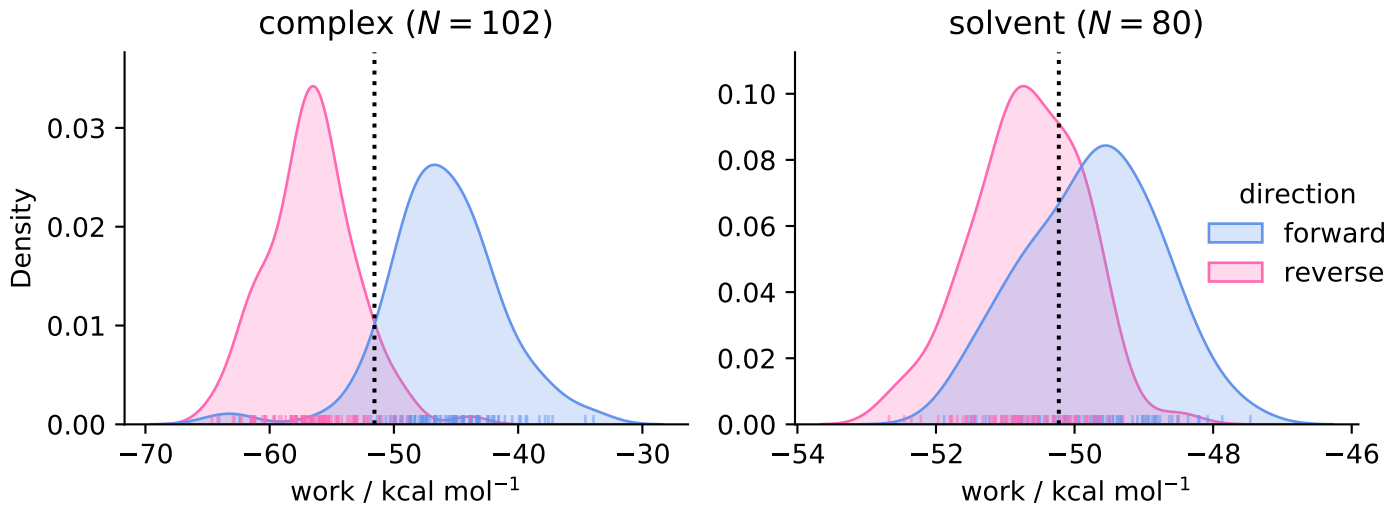 complex (N = 102)
Density
0.03
0.02
0.01
0.00
−70
−60
−50
−40
−30
work / kcal mol⁻¹
solvent (N = 80)
0.10
0.08
0.06
0.04
0.02
0.00
−54
−52
−50
−48
−46
work / kcal mol⁻¹
direction
forward
reverse